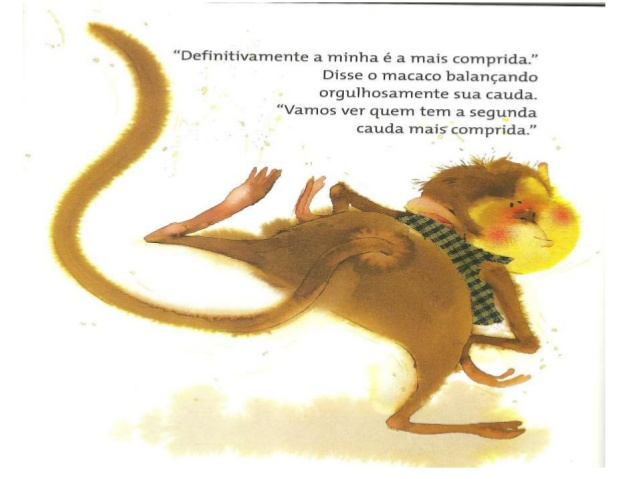 “Definitivamente a minha é a mais comprida.”
Disse o macaco balançando
orgulhosamente sua cauda.
“Vamos ver quem tem a segunda
cauda mais comprida.”